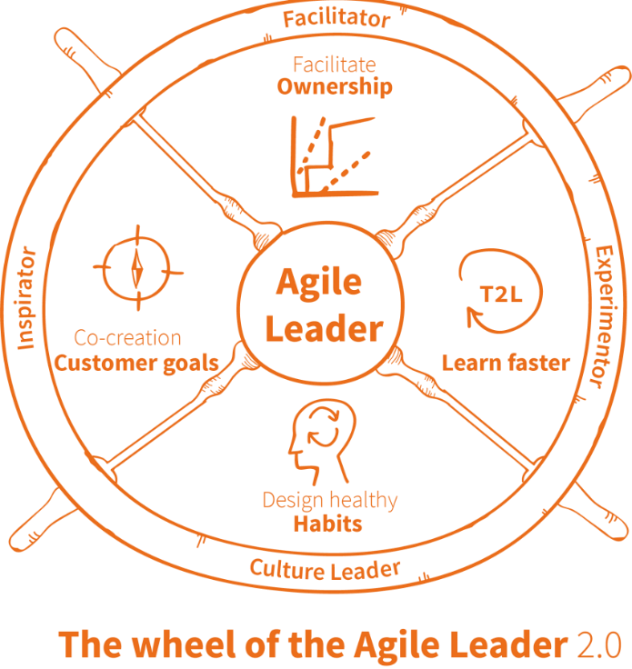 Facilitator
Facilitate
Ownership
Inspirator
Co-creation
Customer goals
Agile
Leader
T2L
Learn faster
Experimentor
Design healthy
Habits
Culture Leader
The wheel of the Agile Leader 2.0